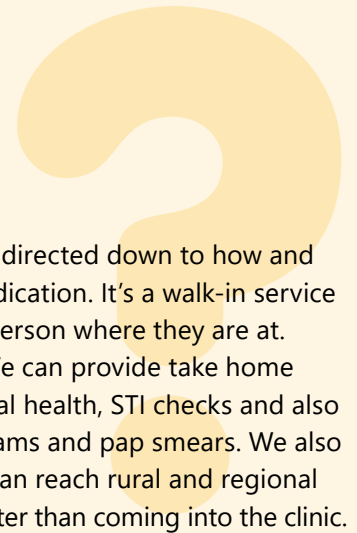 directed down to how and
dication. It’s a walk-in service
erson where they are at.
e can provide take home
al health, STI checks and also
ams and pap smears. We also
an reach rural and regional
ter than coming into the clinic.